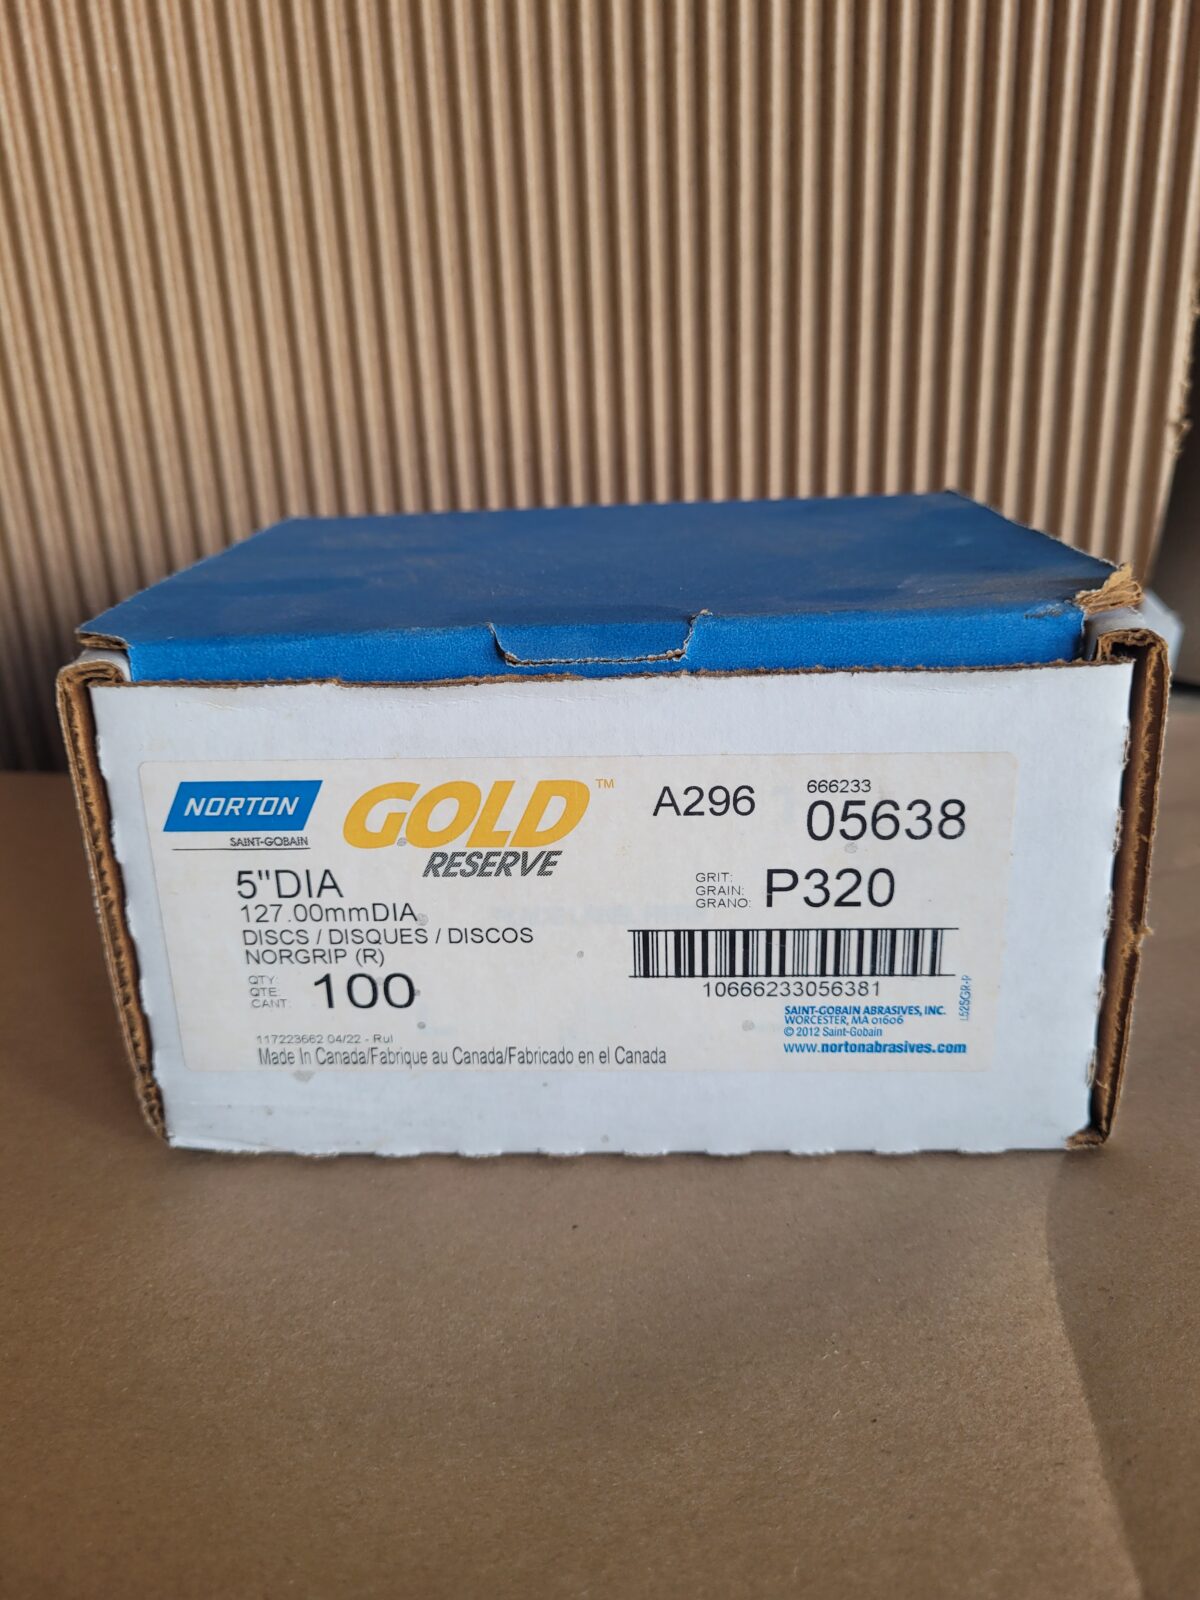 NORTON
SAINT-GOBAIN
GOLD™
RESERVE
A296
666233
05638
5"DIA
127.00mmDIA
DISCS / DISQUES / DISCOS
NORGRIP (R)
GRIT:
GRAIN:
GRANO:
P320
QTY:
QTE:
CANT:
100
10666233056381
SAINT-GOBAIN ABRASIVES, INC.
WORCESTER, MA 01606
© 2012 Saint-Gobain
www.nortonabrasives.com
117223662 04/22 - Rul
Made In Canada/Fabrique au Canada/Fabricado en el Canada